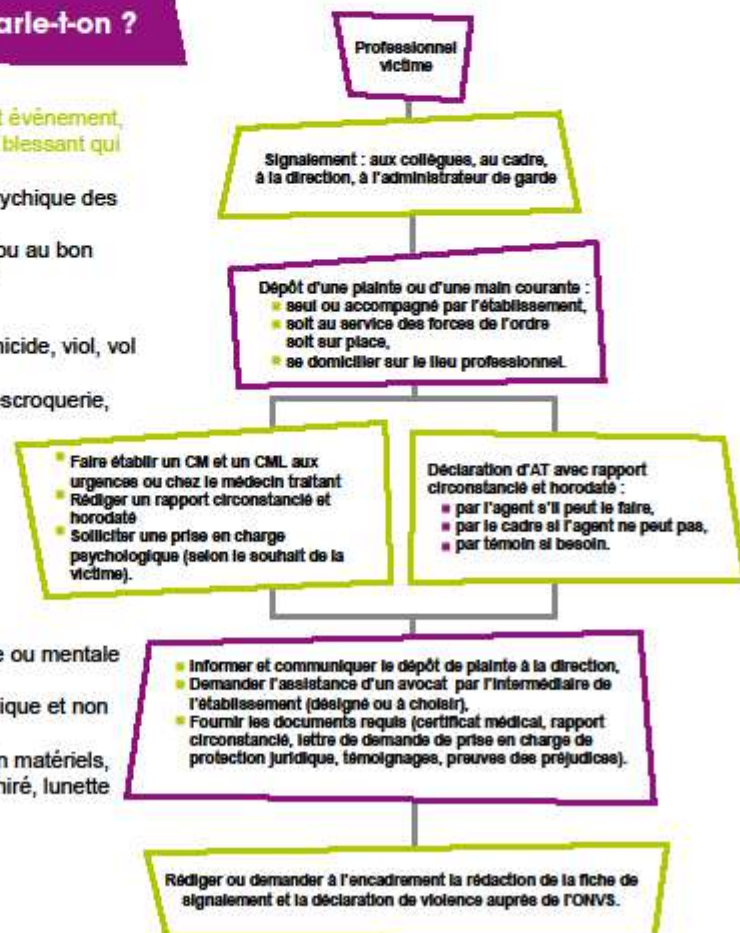 arle-t-on ?
t événement,
blessant qui
ychique des
ou au bon
nicide, viol, vol
escroquerie,
e ou mentale
ique et non
n matériels,
hiré, lunette
Professionnel
victime
Signalement : aux collègues, au cadre,
à la direction, à l'administrateur de garde
Dépôt d'une plainte ou d'une main courante :
seul ou accompagné par l'établissement,
soit au service des forces de l'ordre
soit sur place,
se domicilier sur le lieu professionnel.
Faire établir un CM et un CML aux
urgences ou chez le médecin traitant
Rédiger un rapport circonstancié et
horodaté
Solliciter une prise en charge
psychologique (selon le souhait de la
victime).
Déclaration d'AT avec rapport
circonstancié et horodaté :
par l'agent s'il peut le faire,
par le cadre si l'agent ne peut pas,
par témoin si besoin.
Informer et communiquer le dépôt de plainte à la direction,
Demander l'assistance d'un avocat par l'intermédiaire de
l'établissement (désigné ou à choisir),
Fournir les documents requis (certificat médical, rapport
circonstancié, lettre de demande de prise en charge de
protection juridique, témoignages, preuves des préjudices).
Rédiger ou demander à l'encadrement la rédaction de la fiche de
signalement et la déclaration de violence auprès de l'ONVS.